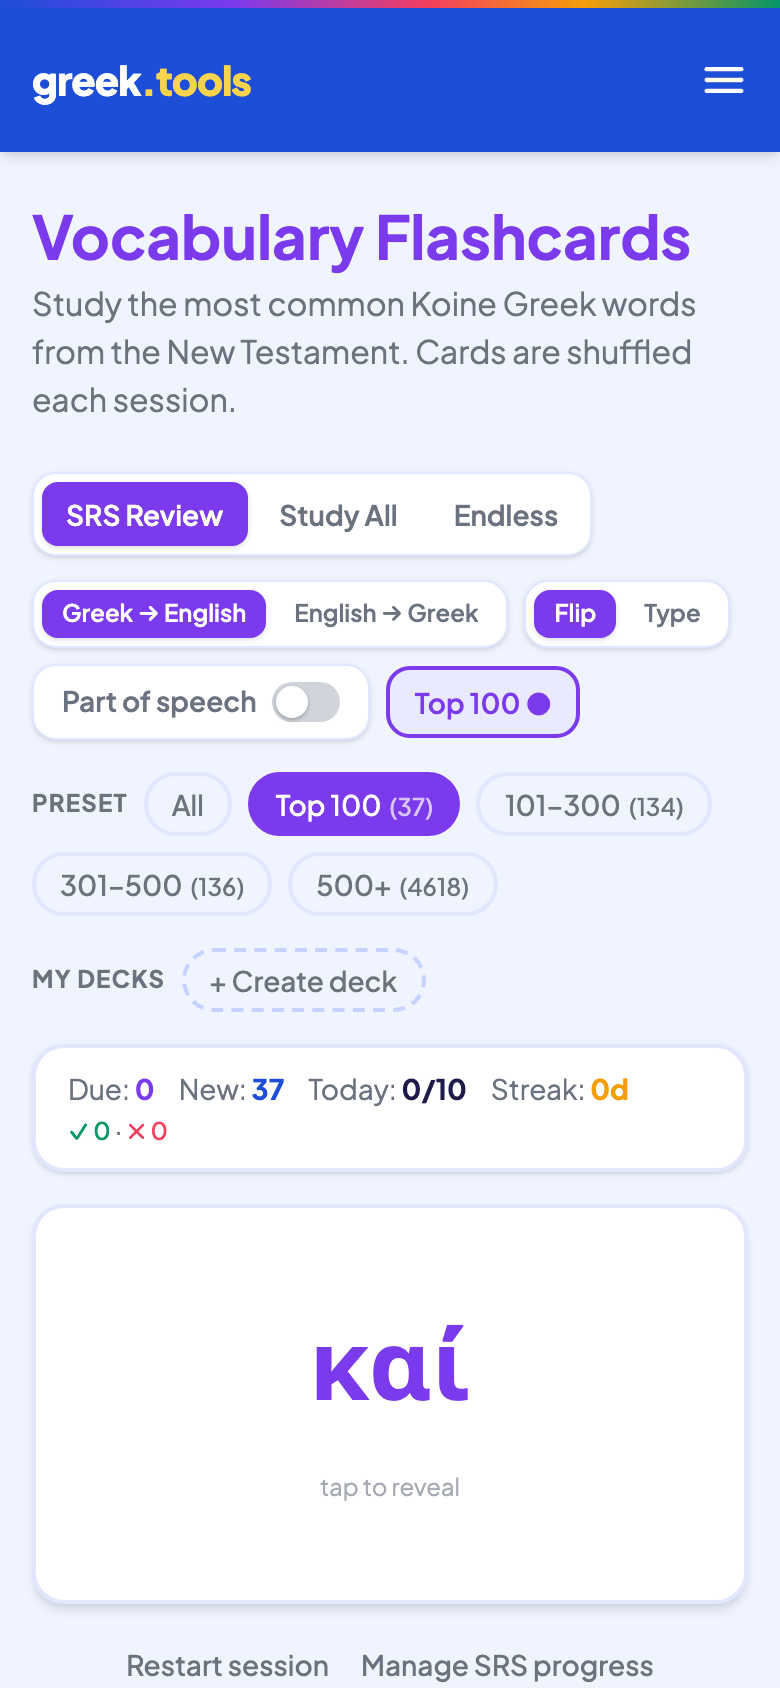 greek.tools
Vocabulary Flashcards
Study the most common Koine Greek words
from the New Testament. Cards are shuffled
each session.
SRS Review Study All Endless
Greek → English English → Greek Flip Type
Part of speech Top 100 ●
PRESET All Top 100 (37) 101–300 (134)
301–500 (136) 500+ (4618)
MY DECKS + Create deck
Due: 0 New: 37 Today: 0/10 Streak: 0d
✓ 0 · ✕ 0
καί
tap to reveal
Restart session Manage SRS progress